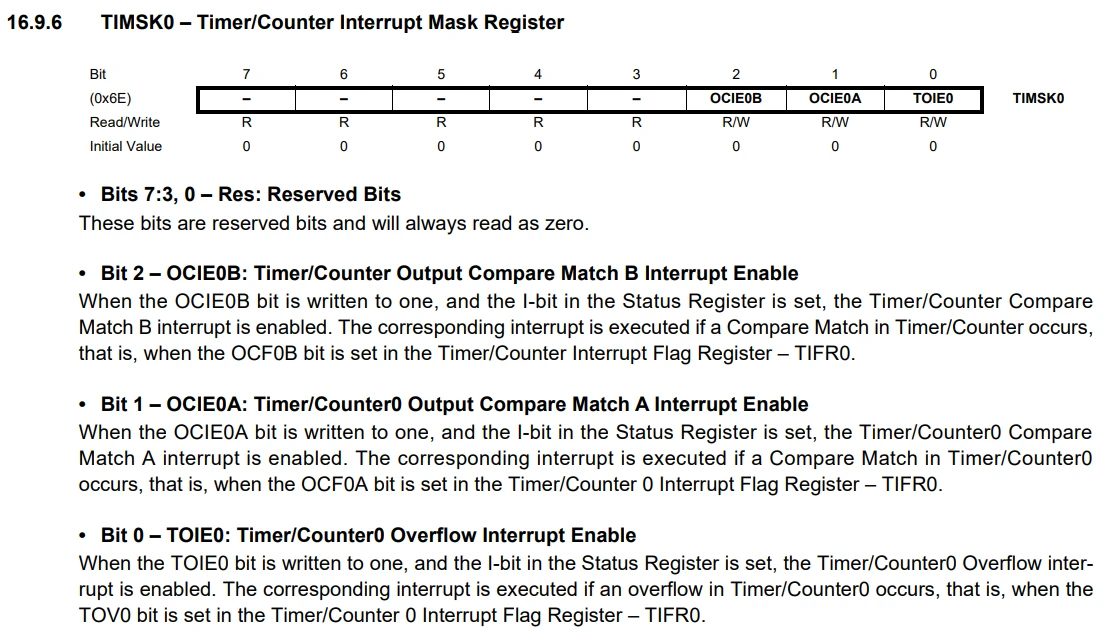 16.9.6 TIMSK0 – Timer/Counter Interrupt Mask Register
Bit 7 6 5 4 3 2 1 0
(0x6E) – – – – – OCIE0B OCIE0A TOIE0 TIMSK0
Read/Write R R R R R R/W R/W R/W
Initial Value 0 0 0 0 0 0 0 0
• Bits 7:3, 0 – Res: Reserved Bits
These bits are reserved bits and will always read as zero.
• Bit 2 – OCIE0B: Timer/Counter Output Compare Match B Interrupt Enable
When the OCIE0B bit is written to one, and the I-bit in the Status Register is set, the Timer/Counter Compare
Match B interrupt is enabled. The corresponding interrupt is executed if a Compare Match in Timer/Counter occurs,
that is, when the OCF0B bit is set in the Timer/Counter Interrupt Flag Register – TIFR0.
• Bit 1 – OCIE0A: Timer/Counter0 Output Compare Match A Interrupt Enable
When the OCIE0A bit is written to one, and the I-bit in the Status Register is set, the Timer/Counter0 Compare
Match A interrupt is enabled. The corresponding interrupt is executed if a Compare Match in Timer/Counter0
occurs, that is, when the OCF0A bit is set in the Timer/Counter 0 Interrupt Flag Register – TIFR0.
• Bit 0 – TOIE0: Timer/Counter0 Overflow Interrupt Enable
When the TOIE0 bit is written to one, and the I-bit in the Status Register is set, the Timer/Counter0 Overflow inter-
rupt is enabled. The corresponding interrupt is executed if an overflow in Timer/Counter0 occurs, that is, when the
TOV0 bit is set in the Timer/Counter 0 Interrupt Flag Register – TIFR0.